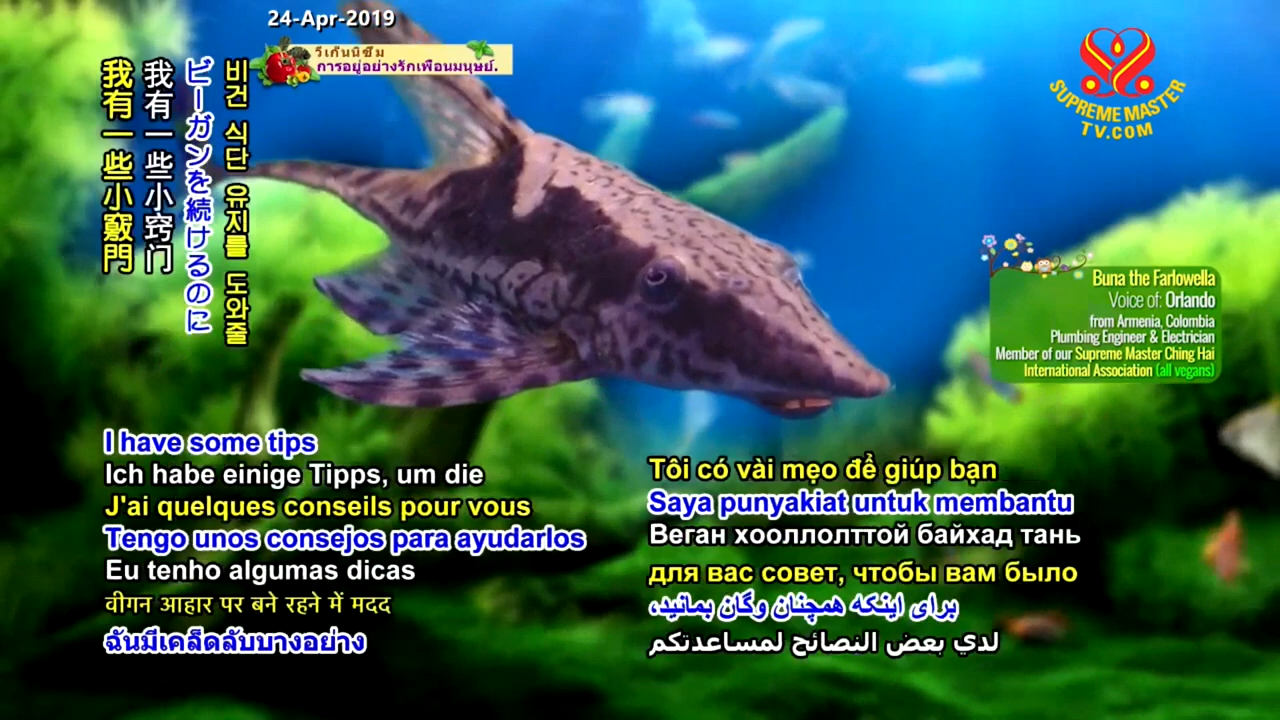 24-Apr-2019
วีเก้นนิซึ่ม
การอยู่อย่างรักเพื่อนมนุษย์.
SUPREME MASTER
TV.COM
我有一些小竅門
我有一些小窍门
ビーガンを続けるのに
비건 식단 유지를 도와줄
Buna the Farlowella
Voice of: Orlando
from Armenia, Colombia
Plumbing Engineer & Electrician
Member of our Supreme Master Ching Hai
International Association (all vegans)
I have some tips
Ich habe einige Tipps, um die
J'ai quelques conseils pour vous
Tengo unos consejos para ayudarlos
Eu tenho algumas dicas
वीगन आहार पर बने रहने में मदद
ฉันมีเคล็ดลับบางอย่าง
Tôi có vài mẹo để giúp bạn
Saya punyakiat untuk membantu
Веган хооллолттой байхад тань
для вас совет, чтобы вам было
برای اینکه همچنان وگان بمانید،
لدي بعض النصائح لمساعدتكم